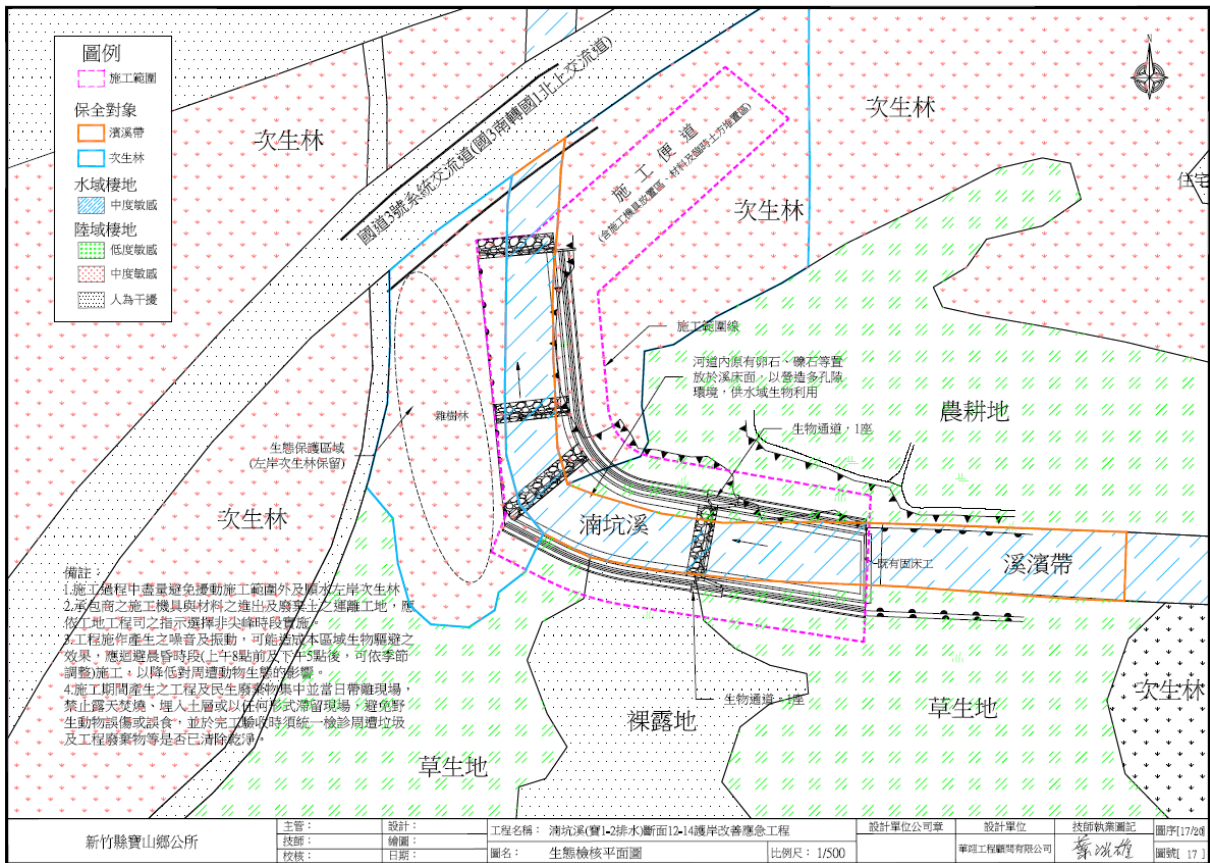 圖例
施工範圍
保全對象
濱溪帶
次生林
水域棲地
中度敏感
陸域棲地
低度敏感
中度敏感
人為干擾
N
次生林
國道3號系統交流道(國3南轉國1北上交流道)
施工便道
(含施工機具放置區、材料及臨時土方堆置區)
次生林
次生林
住宅
施工範圍線
河道內原有卵石、礫石等置
放於溪床面，以營造多孔隙
環境，供水域生物利用
生物通道，1座
農耕地
雜樹林
生態保護區域
(左岸次生林保留)
次生林
湳坑溪
既有固床工
溪濱帶
備註：
1.施工過程中盡量避免擾動施工範圍外及順水左岸次生林
2.承包商之施工機具與材料之進出及廢棄土之運離工地，應
依工地工程司之指示選擇非尖峰時段實施。
3.工程施作產生之噪音及振動，可能造成本區域生物驅避之
效果，應迴避晨昏時段(上午8點前及下午5點後，可依季節
調整)施工，以降低對周遭動物生態的影響。
4.施工期間產生之工程及民生廢棄物集中並當日帶離現場，
禁止露天焚燒、埋入土層或以任何形式滯留現場，避免野
生動物誤傷或誤食，並於完工驗收時須統一檢診周遭垃圾
及工程廢棄物等是否已清除乾淨。
生物通道，1座
裸露地
草生地
次生林
草生地
新竹縣寶山鄉公所
主管：
技師：
校核：
設計：
繪圖：
日期：
工程名稱： 湳坑溪(寶1-2排水)斷面12-14護岸改善應急工程
圖名： 生態檢核平面圖
比例尺： 1/500
設計單位公司章
設計單位
華翊工程顧問有限公司
技師執業圖記
圖序[17/20]
圖號[ 17 ]